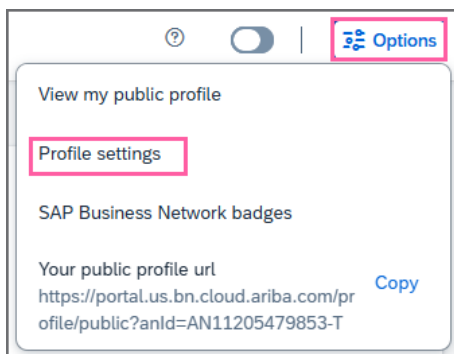 Options
View my public profile
Profile settings
SAP Business Network badges
Your public profile url
Copy
https://portal.us.bn.cloud.ariba.com/pr
ofile/public?anId=AN11205479853-T